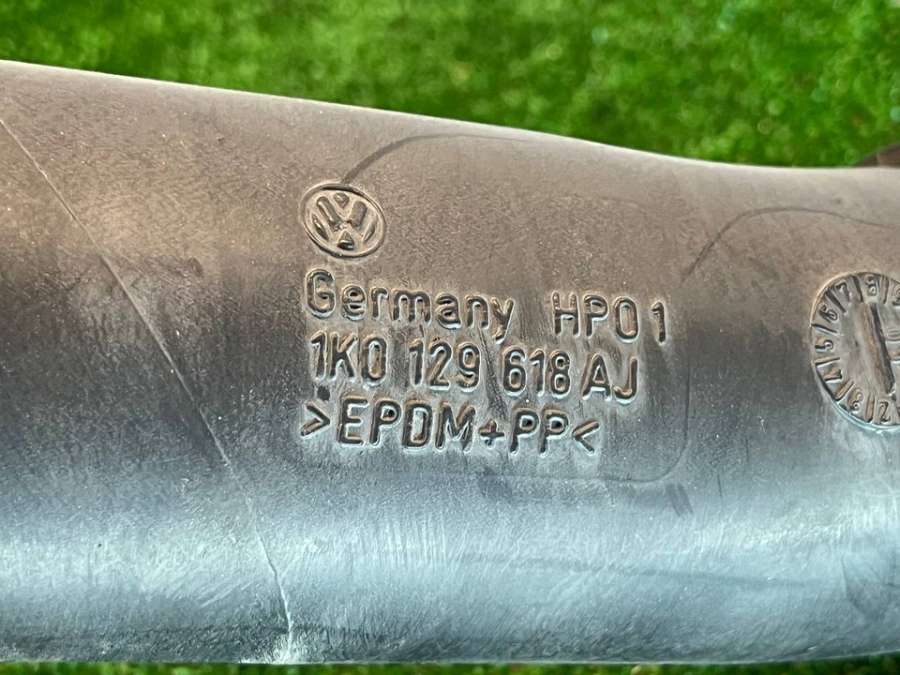 Germany HP01
1K0 129 618 AJ
>EPDM+PP<